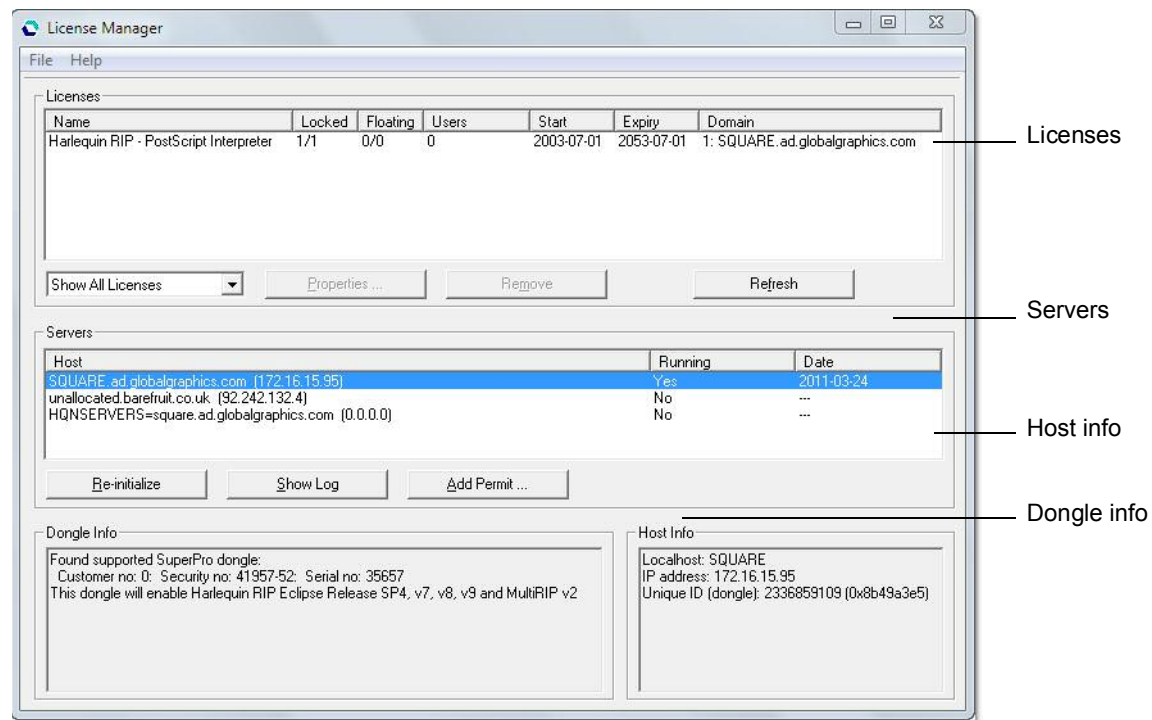 License Manager
File Help
Licenses
Name Locked Floating Users Start Expiry Domain
Harlequin RIP - PostScript Interpreter 1/1 0/0 0 2003-07-01 2053-07-01 1: SQUARE.ad.globalgraphics.com
Licenses
Show All Licenses Properties ... Remove Refresh
Servers
Servers
Host Running Date
SQUARE.ad.globalgraphics.com (172.16.15.95) Yes 2011-03-24
unallocated.barefruit.co.uk (92.242.132.4) No ---
HQNSERVERS=square.ad.globalgraphics.com (0.0.0.0) No ---
Host info
Re-initialize Show Log Add Permit ...
Dongle info
Dongle Info
Found supported SuperPro dongle:
Customer no: 0: Security no: 41957-52: Serial no: 35657
This dongle will enable Harlequin RIP Eclipse Release SP4, v7, v8, v9 and MultiRIP v2
Host Info
Localhost: SQUARE
IP address: 172.16.15.95
Unique ID (dongle): 2336859109 (0x8b49a3e5)